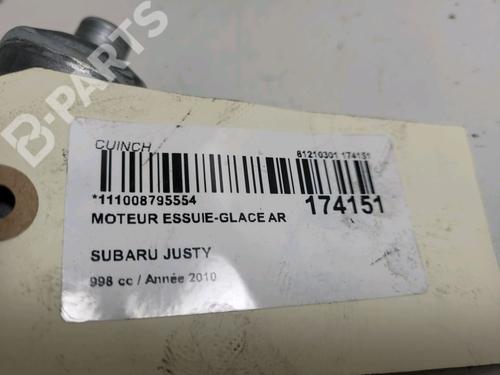 B-PARTS
CUINCH
81210301 174151
*111008795554
174151
MOTEUR ESSUIE-GLACE AR
SUBARU JUSTY
998 cc / Année 2010